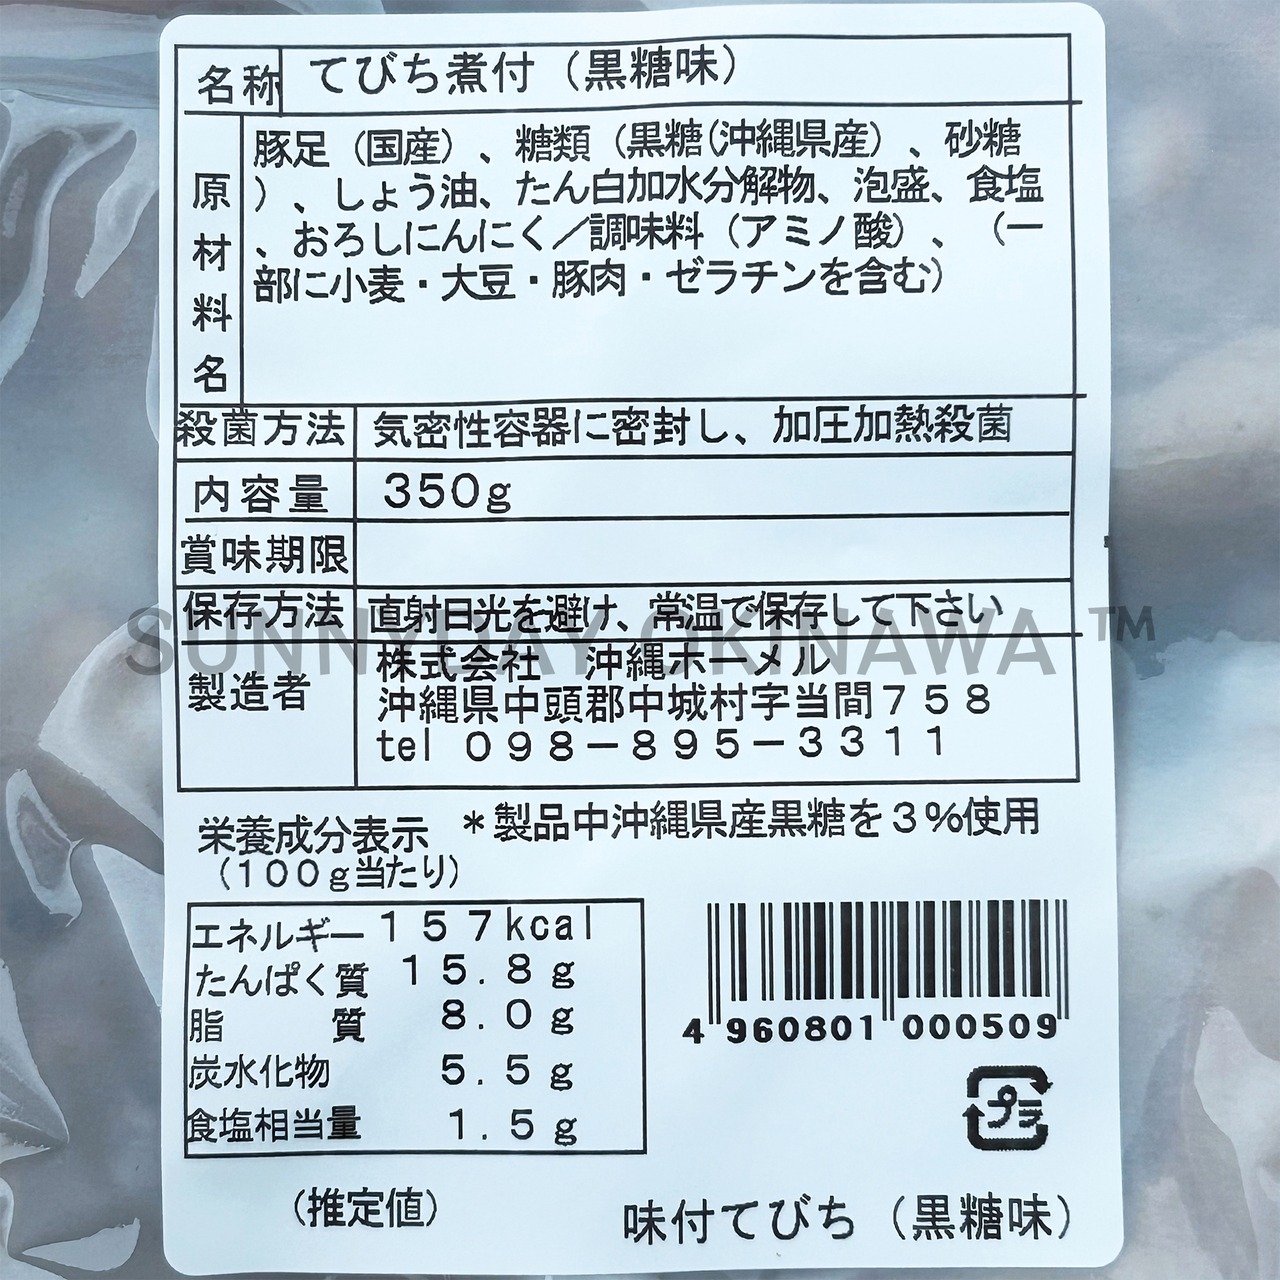 名称 てびち煮付（黒糖味）
原材料名
豚足（国産）、糖類（黒糖（沖縄県産）、砂糖
）、しょう油、たん白加水分解物、泡盛、食塩
、おろしにんにく／調味料（アミノ酸）、（一
部に小麦・大豆・豚肉・ゼラチンを含む）
殺菌方法 気密性容器に密封し、加圧加熱殺菌
内容量 350g
賞味期限
保存方法 直射日光を避け、常温で保存して下さい
SUNNYDAY OKINAWA ™
製造者 株式会社　沖縄ホーメル
沖縄県中頭郡中城村字当間７５８
tel ０９８－８９５－３３１１
栄養成分表示 ＊製品中沖縄県産黒糖を３％使用
（１００ｇ当たり）
エネルギー １５７kcal
たんぱく質 １５．８ｇ
脂質 ８．０ｇ
炭水化物 ５．５ｇ
食塩相当量 １．５ｇ
4 960801 000509
プラ
（推定値）
味付てびち（黒糖味）